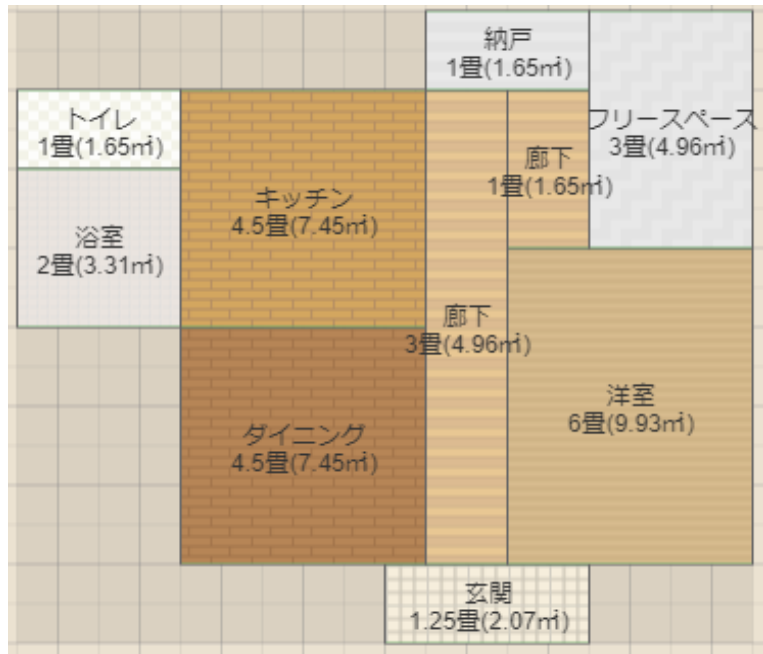 納戸
1畳(1.65㎡)
トイレ
1畳(1.65㎡)
フリースペース
3畳(4.96㎡)
廊下
1畳(1.65㎡)
キッチン
4.5畳(7.45㎡)
浴室
2畳(3.31㎡)
廊下
3畳(4.96㎡)
洋室
6畳(9.93㎡)
ダイニング
4.5畳(7.45㎡)
玄関
1.25畳(2.07㎡)